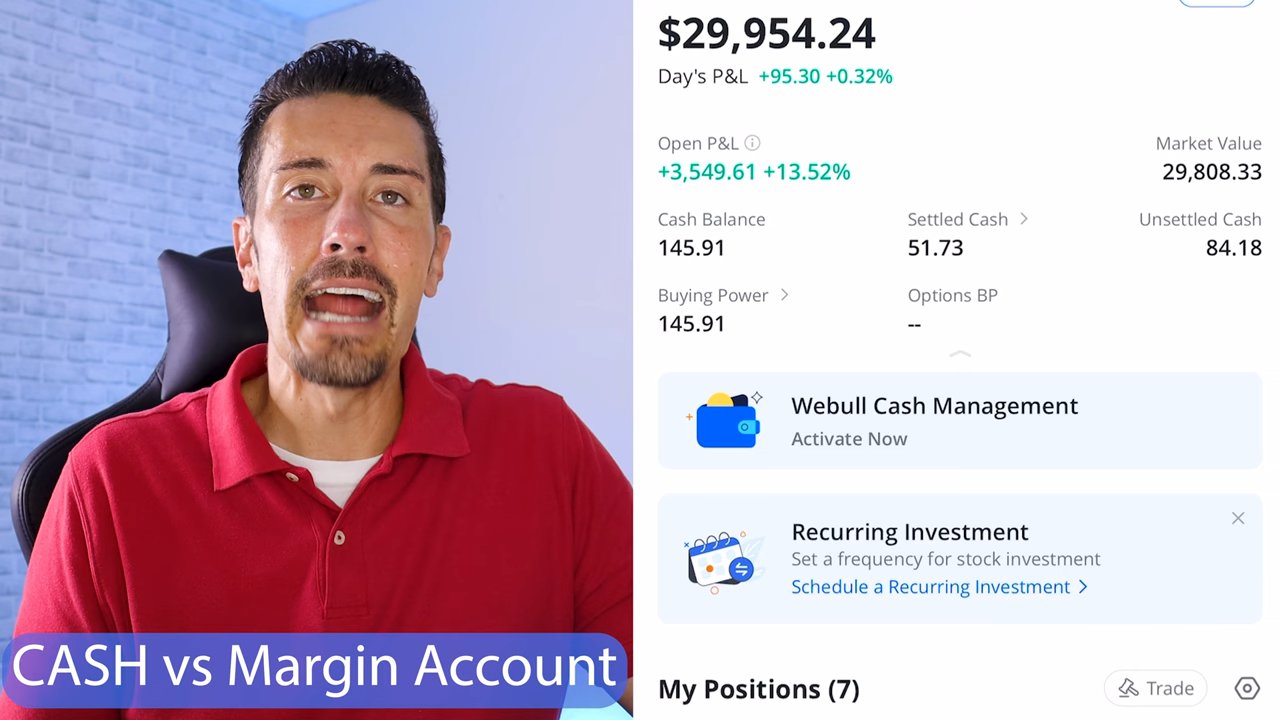 $29,954.24
Day's P&L +95.30 +0.32%
Open P&L
Market Value
+3,549.61 +13.52%
29,808.33
Cash Balance
Settled Cash
Unsettled Cash
145.91
51.73
84.18
Buying Power
Options BP
145.91
--
Webull Cash Management
Activate Now
Recurring Investment
Set a frequency for stock investment
Schedule a Recurring Investment
My Positions (7)
Trade
CASH vs Margin Account